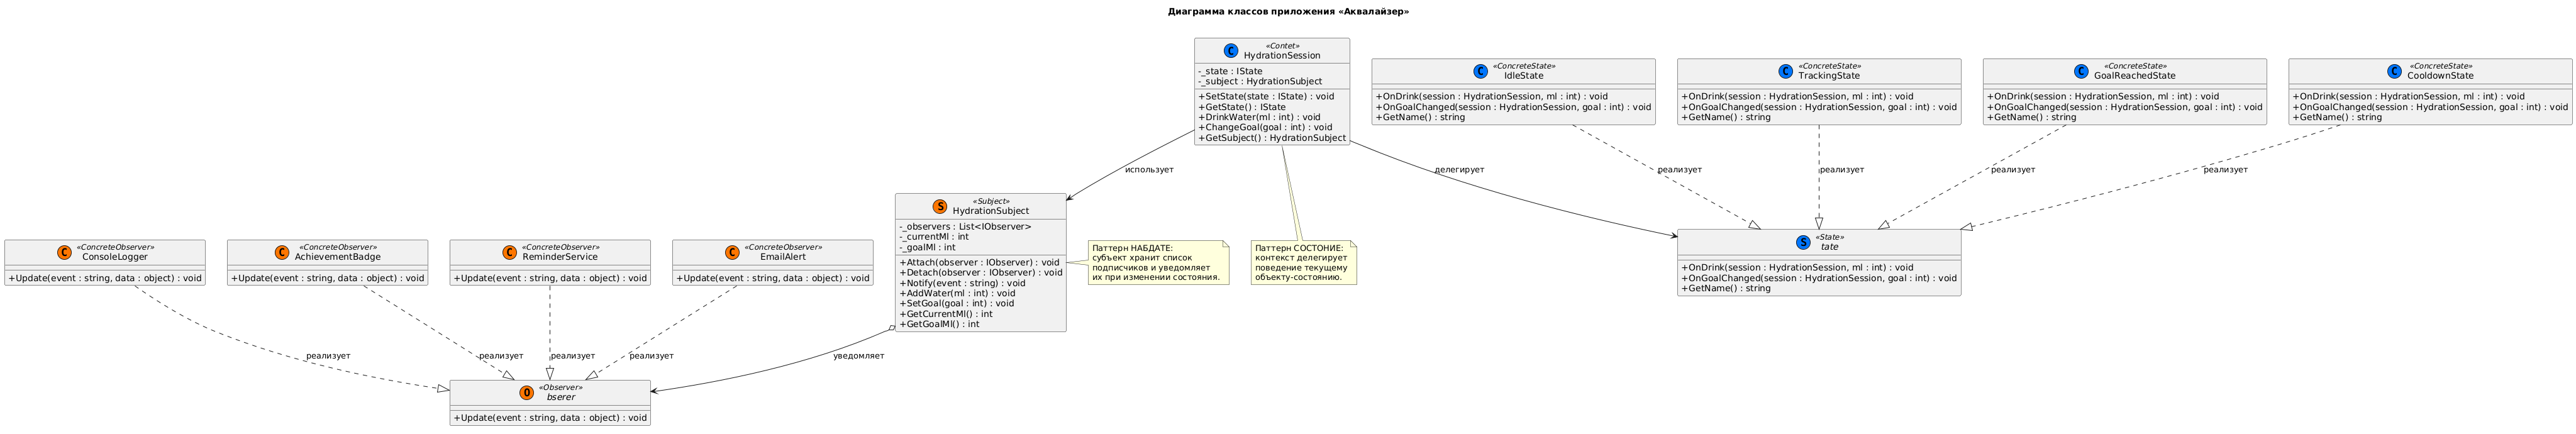 Диаграмма классов приложения «Аквалайзер»
C «Contet»
HydrationSession
-_state : IState
-_subject : HydrationSubject
+SetState(state : IState) : void
+GetState() : IState
+DrinkWater(ml : int) : void
+ChangeGoal(goal : int) : void
+GetSubject() : HydrationSubject
C «ConcreteState»
IdleState
+OnDrink(session : HydrationSession, ml : int) : void
+OnGoalChanged(session : HydrationSession, goal : int) : void
+GetName() : string
C «ConcreteState»
TrackingState
+OnDrink(session : HydrationSession, ml : int) : void
+OnGoalChanged(session : HydrationSession, goal : int) : void
+GetName() : string
C «ConcreteState»
GoalReachedState
+OnDrink(session : HydrationSession, ml : int) : void
+OnGoalChanged(session : HydrationSession, goal : int) : void
+GetName() : string
C «ConcreteState»
CooldownState
+OnDrink(session : HydrationSession, ml : int) : void
+OnGoalChanged(session : HydrationSession, goal : int) : void
+GetName() : string
использует
делегирует
реализует
реализует
реализует
реализует
S «Subject»
HydrationSubject
-_observers : List<IObserver>
-_currentMl : int
-_goalMl : int
+Attach(observer : IObserver) : void
+Detach(observer : IObserver) : void
+Notify(event : string) : void
+AddWater(ml : int) : void
+SetGoal(goal : int) : void
+GetCurrentMl() : int
+GetGoalMl() : int
Паттерн НАБДАТЕ:
субъект хранит список
подписчиков и уведомляет
их при изменении состояния.
Паттерн СОСТОНИЕ:
контекст делегирует
поведение текущему
объекту-состоянию.
S «State»
tate
+OnDrink(session : HydrationSession, ml : int) : void
+OnGoalChanged(session : HydrationSession, goal : int) : void
+GetName() : string
C «ConcreteObserver»
ConsoleLogger
+Update(event : string, data : object) : void
C «ConcreteObserver»
AchievementBadge
+Update(event : string, data : object) : void
C «ConcreteObserver»
ReminderService
+Update(event : string, data : object) : void
C «ConcreteObserver»
EmailAlert
+Update(event : string, data : object) : void
реализует
реализует
реализует
реализует
уведомляет
O «Observer»
bserer
+Update(event : string, data : object) : void